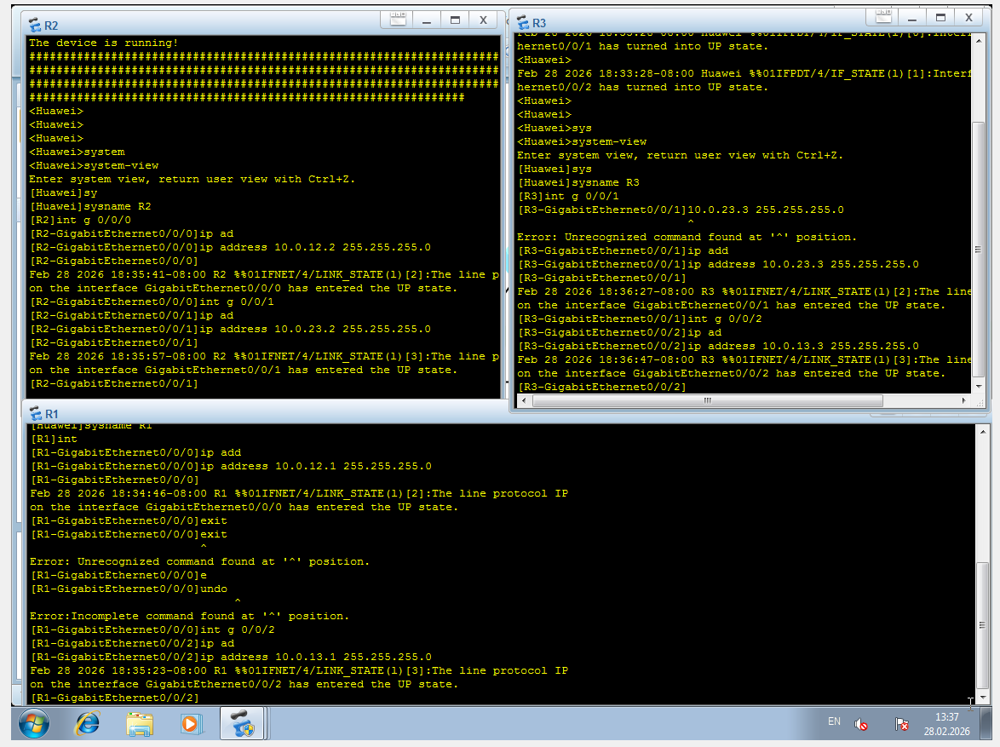 R2
The device is running!
######################################################################
######################################################################
######################################################################
################################################################
<Huawei>
<Huawei>
<Huawei>
<Huawei>system
<Huawei>system-view
Enter system view, return user view with Ctrl+Z.
[Huawei]sy
[Huawei]sysname R2
[R2]int g 0/0/0
[R2-GigabitEthernet0/0/0]ip ad
[R2-GigabitEthernet0/0/0]ip address 10.0.12.2 255.255.255.0
[R2-GigabitEthernet0/0/0]
Feb 28 2026 18:35:41-08:00 R2 %%01IFNET/4/LINK_STATE(l)[2]:The line p
on the interface GigabitEthernet0/0/0 has entered the UP state.
[R2-GigabitEthernet0/0/0]int g 0/0/1
[R2-GigabitEthernet0/0/1]ip ad
[R2-GigabitEthernet0/0/1]ip address 10.0.23.2 255.255.255.0
[R2-GigabitEthernet0/0/1]
Feb 28 2026 18:35:57-08:00 R2 %%01IFNET/4/LINK_STATE(l)[3]:The line p
on the interface GigabitEthernet0/0/1 has entered the UP state.
[R2-GigabitEthernet0/0/1]
R3
Feb 28 2026 18:33:28-08:00 Huawei %%01IFPDT/4/IF_STATE(l)[0]:Interf
hernet0/0/1 has turned into UP state.
<Huawei>
Feb 28 2026 18:33:28-08:00 Huawei %%01IFPDT/4/IF_STATE(l)[1]:Interf
hernet0/0/2 has turned into UP state.
<Huawei>
<Huawei>
<Huawei>sys
<Huawei>system-view
Enter system view, return user view with Ctrl+Z.
[Huawei]sys
[Huawei]sysname R3
[R3]int g 0/0/1
[R3-GigabitEthernet0/0/1]10.0.23.3 255.255.255.0
^
Error: Unrecognized command found at '^' position.
[R3-GigabitEthernet0/0/1]ip add
[R3-GigabitEthernet0/0/1]ip address 10.0.23.3 255.255.255.0
[R3-GigabitEthernet0/0/1]
Feb 28 2026 18:36:27-08:00 R3 %%01IFNET/4/LINK_STATE(l)[2]:The line
on the interface GigabitEthernet0/0/1 has entered the UP state.
[R3-GigabitEthernet0/0/1]int g 0/0/2
[R3-GigabitEthernet0/0/2]ip ad
[R3-GigabitEthernet0/0/2]ip address 10.0.13.3 255.255.255.0
Feb 28 2026 18:36:47-08:00 R3 %%01IFNET/4/LINK_STATE(l)[3]:The line
on the interface GigabitEthernet0/0/2 has entered the UP state.
[R3-GigabitEthernet0/0/2]
R1
[Huawei]sysname R1
[R1]int
[R1-GigabitEthernet0/0/0]ip add
[R1-GigabitEthernet0/0/0]ip address 10.0.12.1 255.255.255.0
[R1-GigabitEthernet0/0/0]
Feb 28 2026 18:34:46-08:00 R1 %%01IFNET/4/LINK_STATE(l)[2]:The line protocol IP
on the interface GigabitEthernet0/0/0 has entered the UP state.
[R1-GigabitEthernet0/0/0]exit
[R1-GigabitEthernet0/0/0]exit
^
Error: Unrecognized command found at '^' position.
[R1-GigabitEthernet0/0/0]e
[R1-GigabitEthernet0/0/0]undo
^
Error:Incomplete command found at '^' position.
[R1-GigabitEthernet0/0/0]int g 0/0/2
[R1-GigabitEthernet0/0/2]ip ad
[R1-GigabitEthernet0/0/2]ip address 10.0.13.1 255.255.255.0
Feb 28 2026 18:35:23-08:00 R1 %%01IFNET/4/LINK_STATE(l)[3]:The line protocol IP
on the interface GigabitEthernet0/0/2 has entered the UP state.
[R1-GigabitEthernet0/0/2]
EN
13:37
28.02.2026